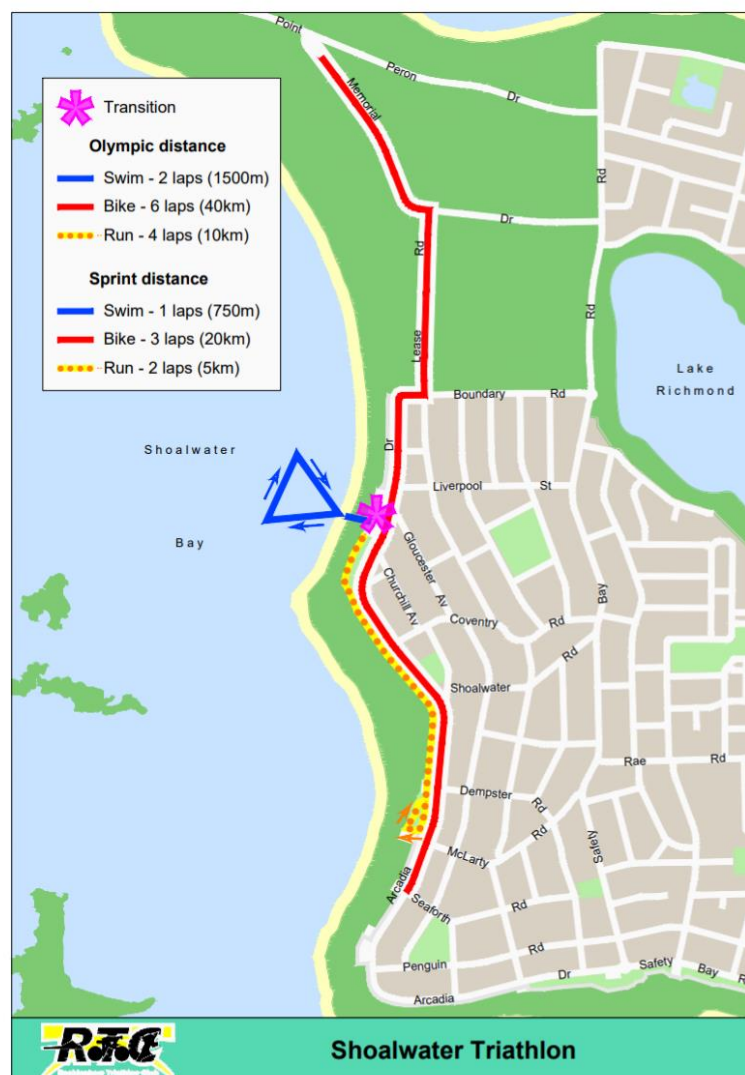 Point
Peron
Dr
Memorial
Transition
Olympic distance
Swim - 2 laps (1500m)
Bike - 6 laps (40km)
Run - 4 laps (10km)
Sprint distance
Swim - 1 laps (750m)
Bike - 3 laps (20km)
Run - 2 laps (5km)
Rd
Dr
Rd
Rd
Lease
Lake
Richmond
Boundary Rd
Dr
Shoalwater
Bay
Liverpool St
Gloucester Av
Churchill Av
Coventry Rd
Bay
Shoalwater Rd
Rae Rd
Dempster Rd
McLarty Rd
Safety
Arcadia
Seaforth Rd
Penguin Rd
Safety Bay R
Arcadia Dr
R.T.C
Shoalwater Triathlon